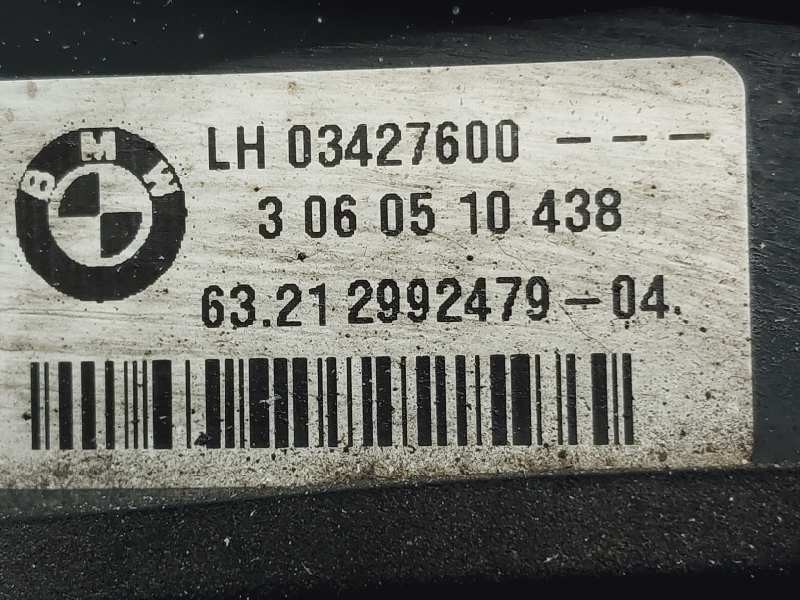 BMW
LH 03427600 ---
3 06 05 10 438
63.21 2992479-04.